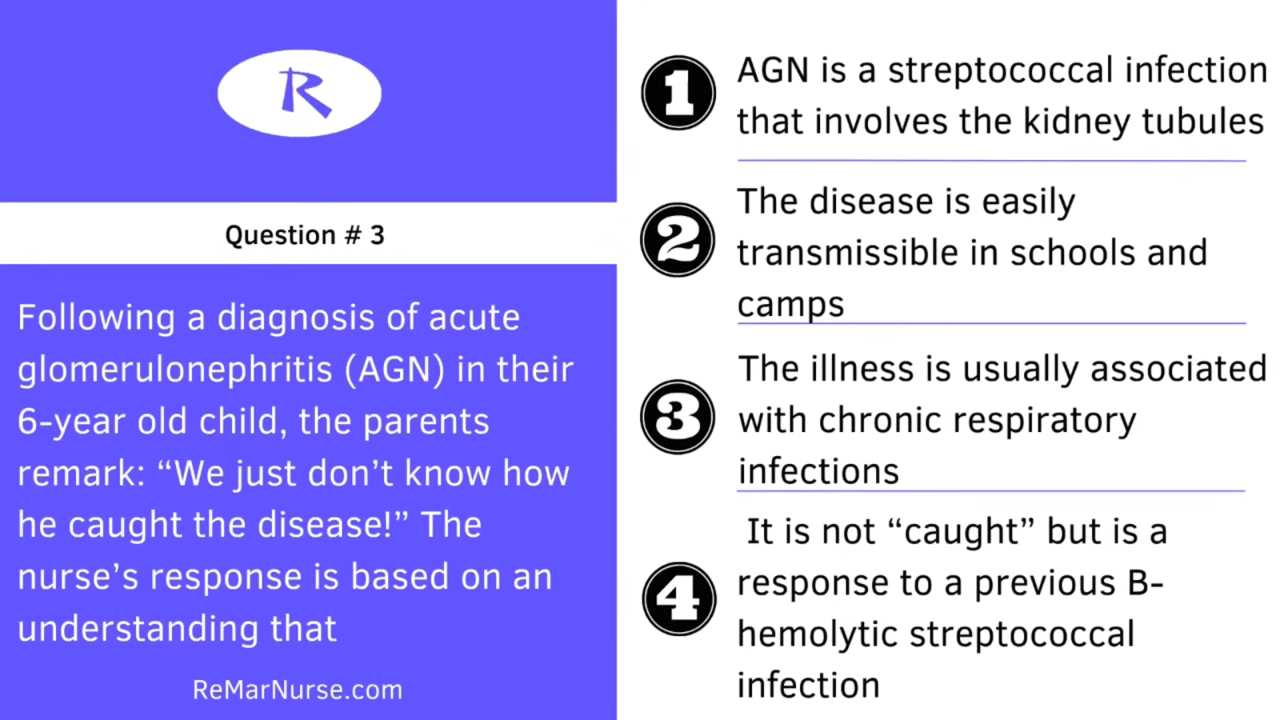 R
Question # 3
Following a diagnosis of acute
glomerulonephritis (AGN) in their
6-year old child, the parents
remark: “We just don’t know how
he caught the disease!” The
nurse’s response is based on an
understanding that
ReMarNurse.com
1
AGN is a streptococcal infection
that involves the kidney tubules
2
The disease is easily
transmissible in schools and
camps
3
The illness is usually associated
with chronic respiratory
infections
4
It is not “caught” but is a
response to a previous B-
hemolytic streptococcal
infection